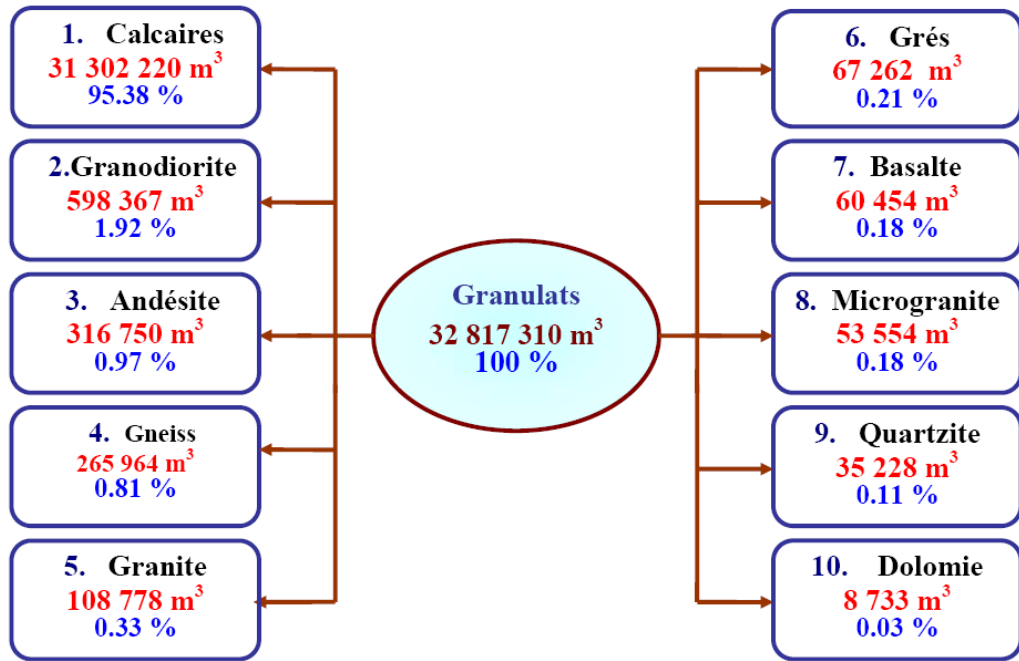 1. Calcaires
31 302 220 m³
95.38 %
2.Granodiorite
598 367 m³
1.92 %
3. Andésite
316 750 m³
0.97 %
4. Gneiss
265 964 m³
0.81 %
5. Granite
108 778 m³
0.33 %
Granulats
32 817 310 m³
100 %
6. Grés
67 262 m³
0.21 %
7. Basalte
60 454 m³
0.18 %
8. Microgranite
53 554 m³
0.18 %
9. Quartzite
35 228 m³
0.11 %
10. Dolomie
8 733 m³
0.03 %